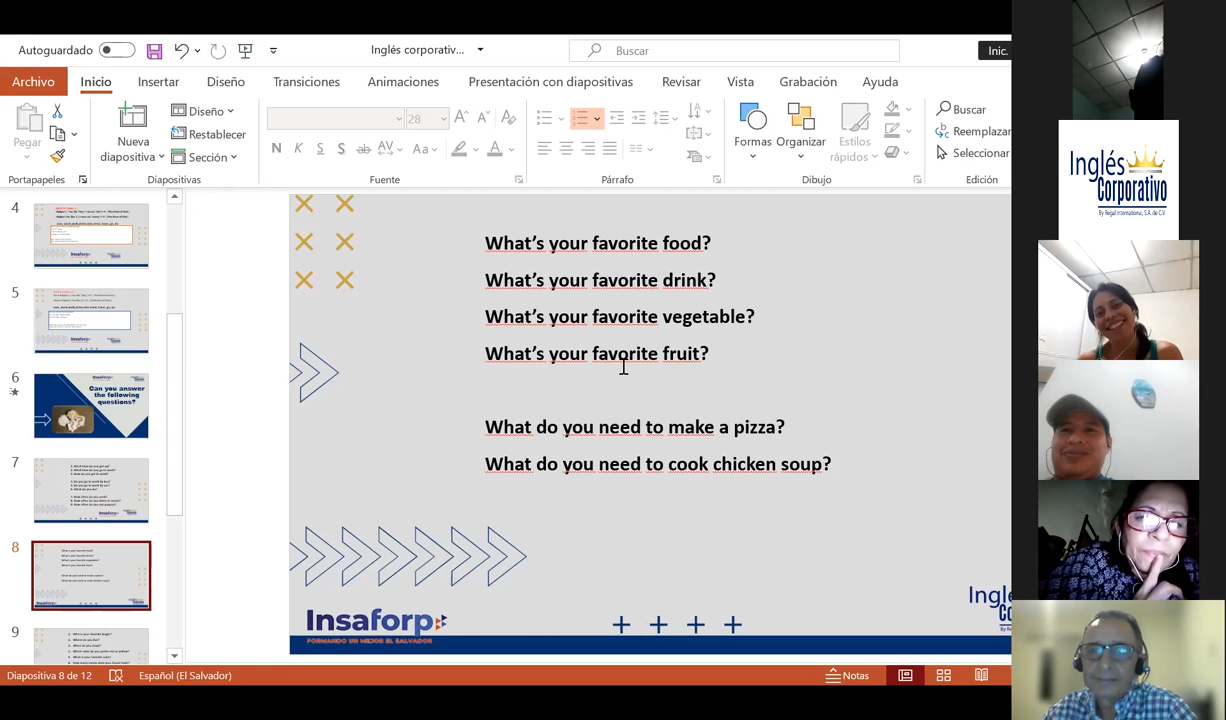 Autoguardado
Inglés corporativ...
Buscar
Inic.
Archivo
Inicio
Insertar
Diseño
Transiciones
Animaciones
Presentación con diapositivas
Revisar
Vista
Grabación
Ayuda
Pegar
Nueva
diapositiva
Diseño
Restablecer
Sección
28
N K S S ab AV Aa A
Formas
Organizar
Estilos
rápidos
Buscar
Reemplazar
Seleccionar
Portapapeles
Diapositivas
Fuente
Párrafo
Dibujo
Edición
4
5
6
Can you answer
the following
questions?
7
8
9
What's your favorite food?
What's your favorite drink?
What's your favorite vegetable?
What's your favorite fruit?
What do you need to make a pizza?
What do you need to cook chicken soup?
Insaforp
FORMANDO UN MEJOR EL SALVADOR
Inglés
Corporativo
By Regal International, S.A. de C.V.
Diapositiva 8 de 12
Español (El Salvador)
Notas